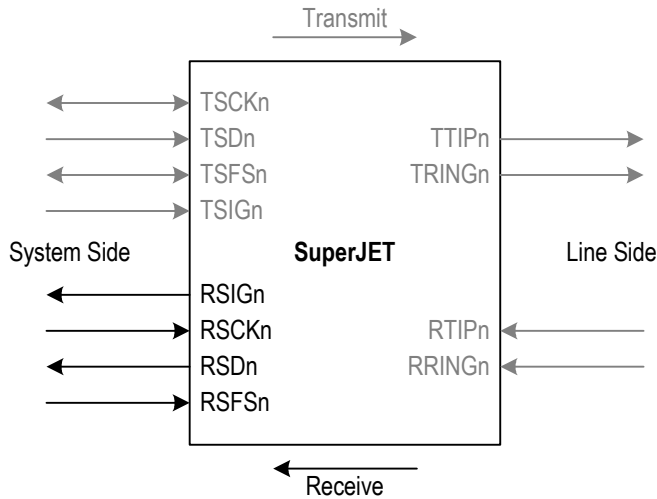 Transmit
TSCKn
TSDn
TTIPn
TSFSn
TRINGn
TSIGn
System Side
SuperJET
Line Side
RSIGn
RSCKn
RTIPn
RSDn
RRINGn
RSFSn
Receive